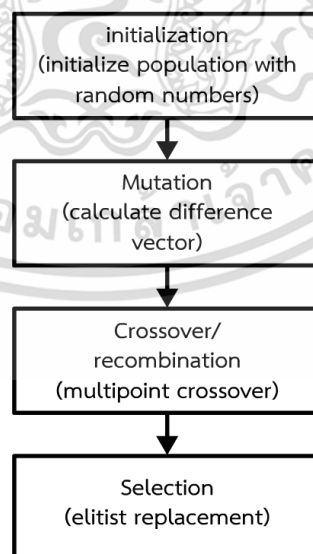 initialization
(initialize population with
random numbers)
Mutation
(calculate difference
vector)
Crossover/
recombination
(multipoint crossover)
Selection
(elitist replacement)